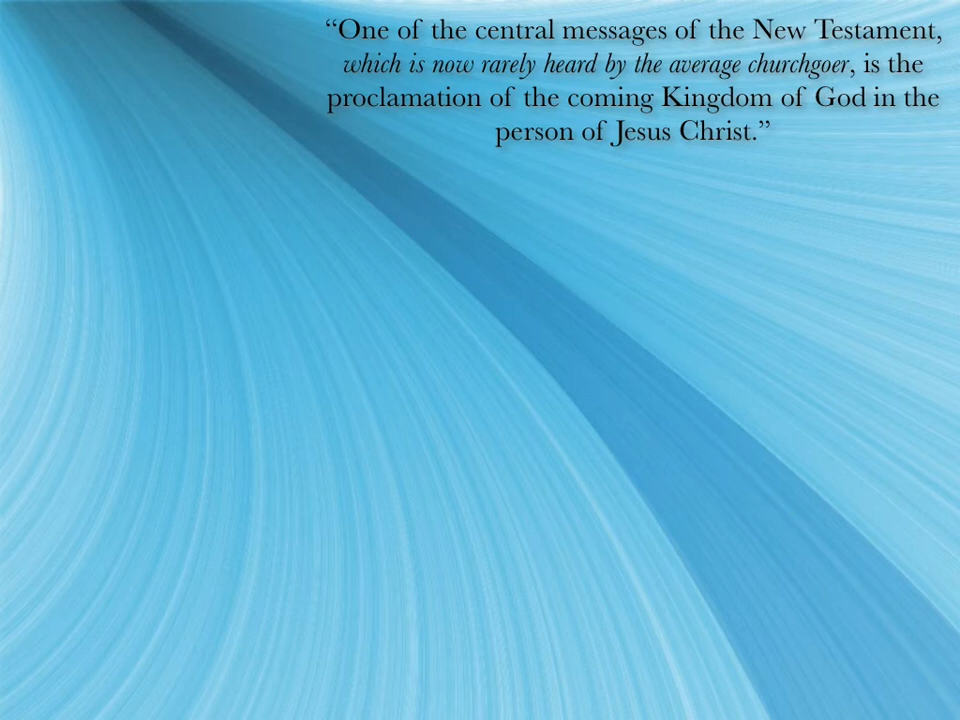 “One of the central messages of the New Testament,
which is now rarely heard by the average churchgoer, is the
proclamation of the coming Kingdom of God in the
person of Jesus Christ.”